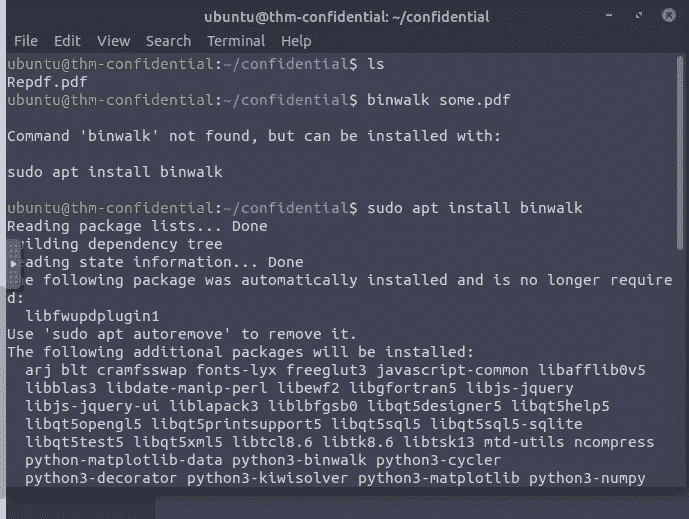 ubuntu@thm-confidential: ~/confidential
File Edit View Search Terminal Help
ubuntu@thm-confidential:~/confidential$ ls
Repdf.pdf
ubuntu@thm-confidential:~/confidential$ binwalk some.pdf
Command 'binwalk' not found, but can be installed with:
sudo apt install binwalk
ubuntu@thm-confidential:~/confidential$ sudo apt install binwalk
Reading package lists... Done
uilding dependency tree
eading state information... Done
e following package was automatically installed and is no longer require
d:
libfwupdplugin1
Use 'sudo apt autoremove' to remove it.
The following additional packages will be installed:
arj blt cramfsswap fonts-lyx freeglut3 javascript-common libafflib0v5
libblas3 libdate-manip-perl libewf2 libgfortran5 libjs-jquery
libjs-jquery-ui liblapack3 liblbfgsb0 libqt5designer5 libqt5help5
libqt5opengl5 libqt5printsupport5 libqt5sql5 libqt5sql5-sqlite
libqt5test5 libqt5xml5 libtcl8.6 libtk8.6 libtsk13 mtd-utils ncompress
python-matplotlib-data python3-binwalk python3-cycler
python3-decorator python3-kiwisolver python3-matplotlib python3-numpy